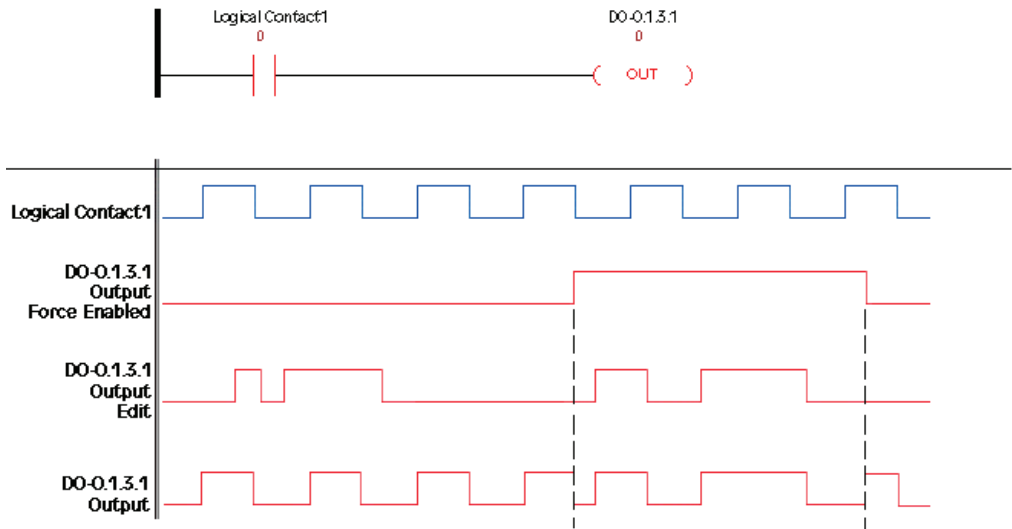 Logical Contact1
DO-0.1.3.1
0
0
OUT
Logical Contact1
DO-0.1.3.1
Output
Force Enabled
DO-0.1.3.1
Output
Edit
DO-0.1.3.1
Output